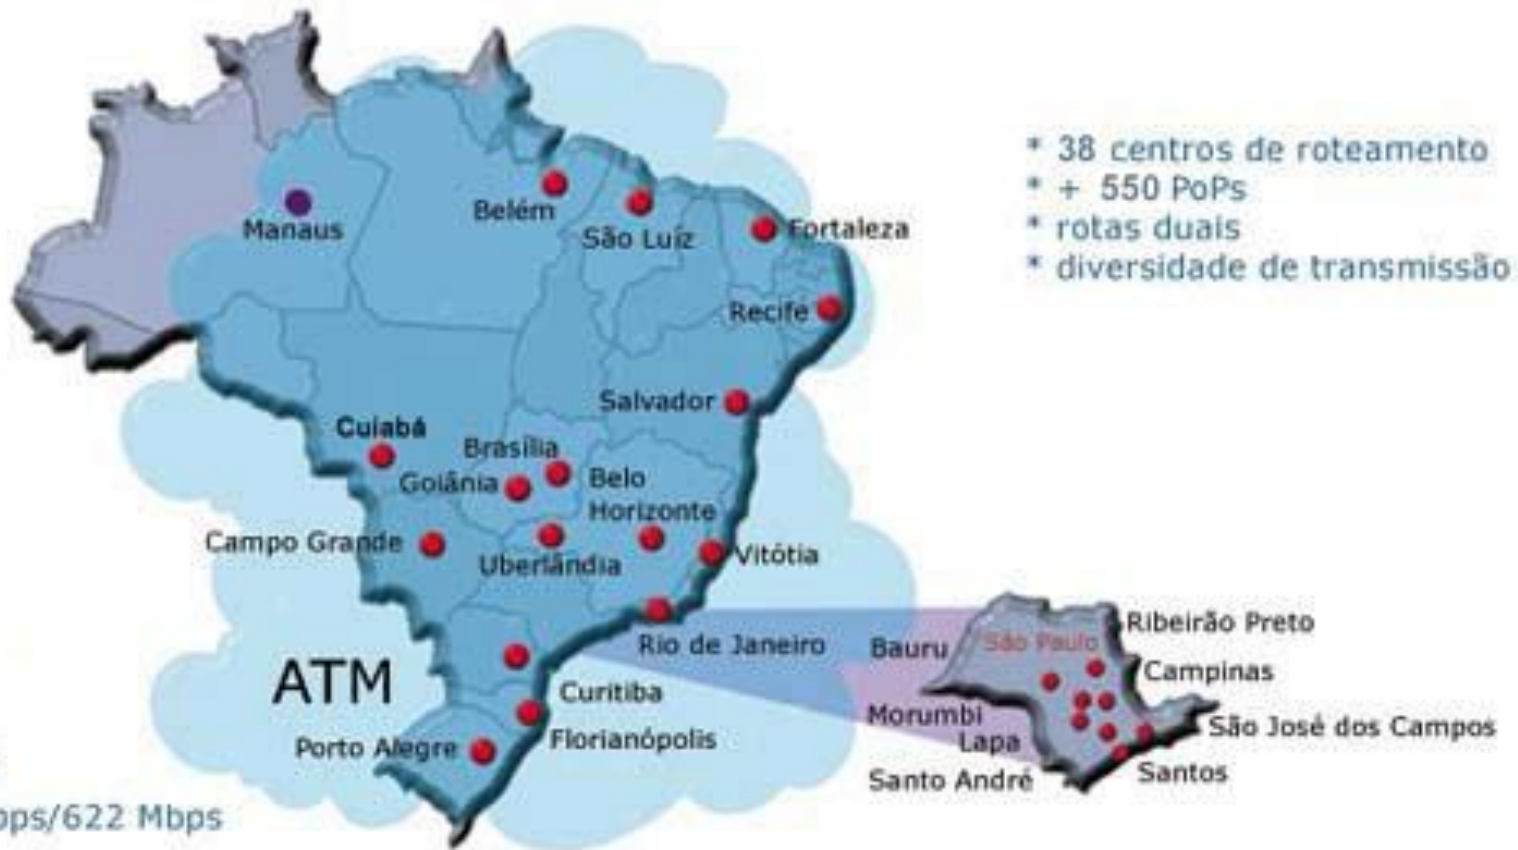 * 38 centros de roteamento
* + 550 PoPs
* rotas duais
* diversidade de transmissão
Manaus
Belém
São Luíz
Fortaleza
Recife
Salvador
Cuiabá
Brasília
Goiânia
Belo
Horizonte
Campo Grande
Uberlândia
Vitótia
Rio de Janeiro
ATM
Curitiba
Florianópolis
Porto Alegre
Bauru
São Paulo
Ribeirão Preto
Campinas
Morumbi
Lapa
São José dos Campos
Santo André
Santos
/622 Mbps